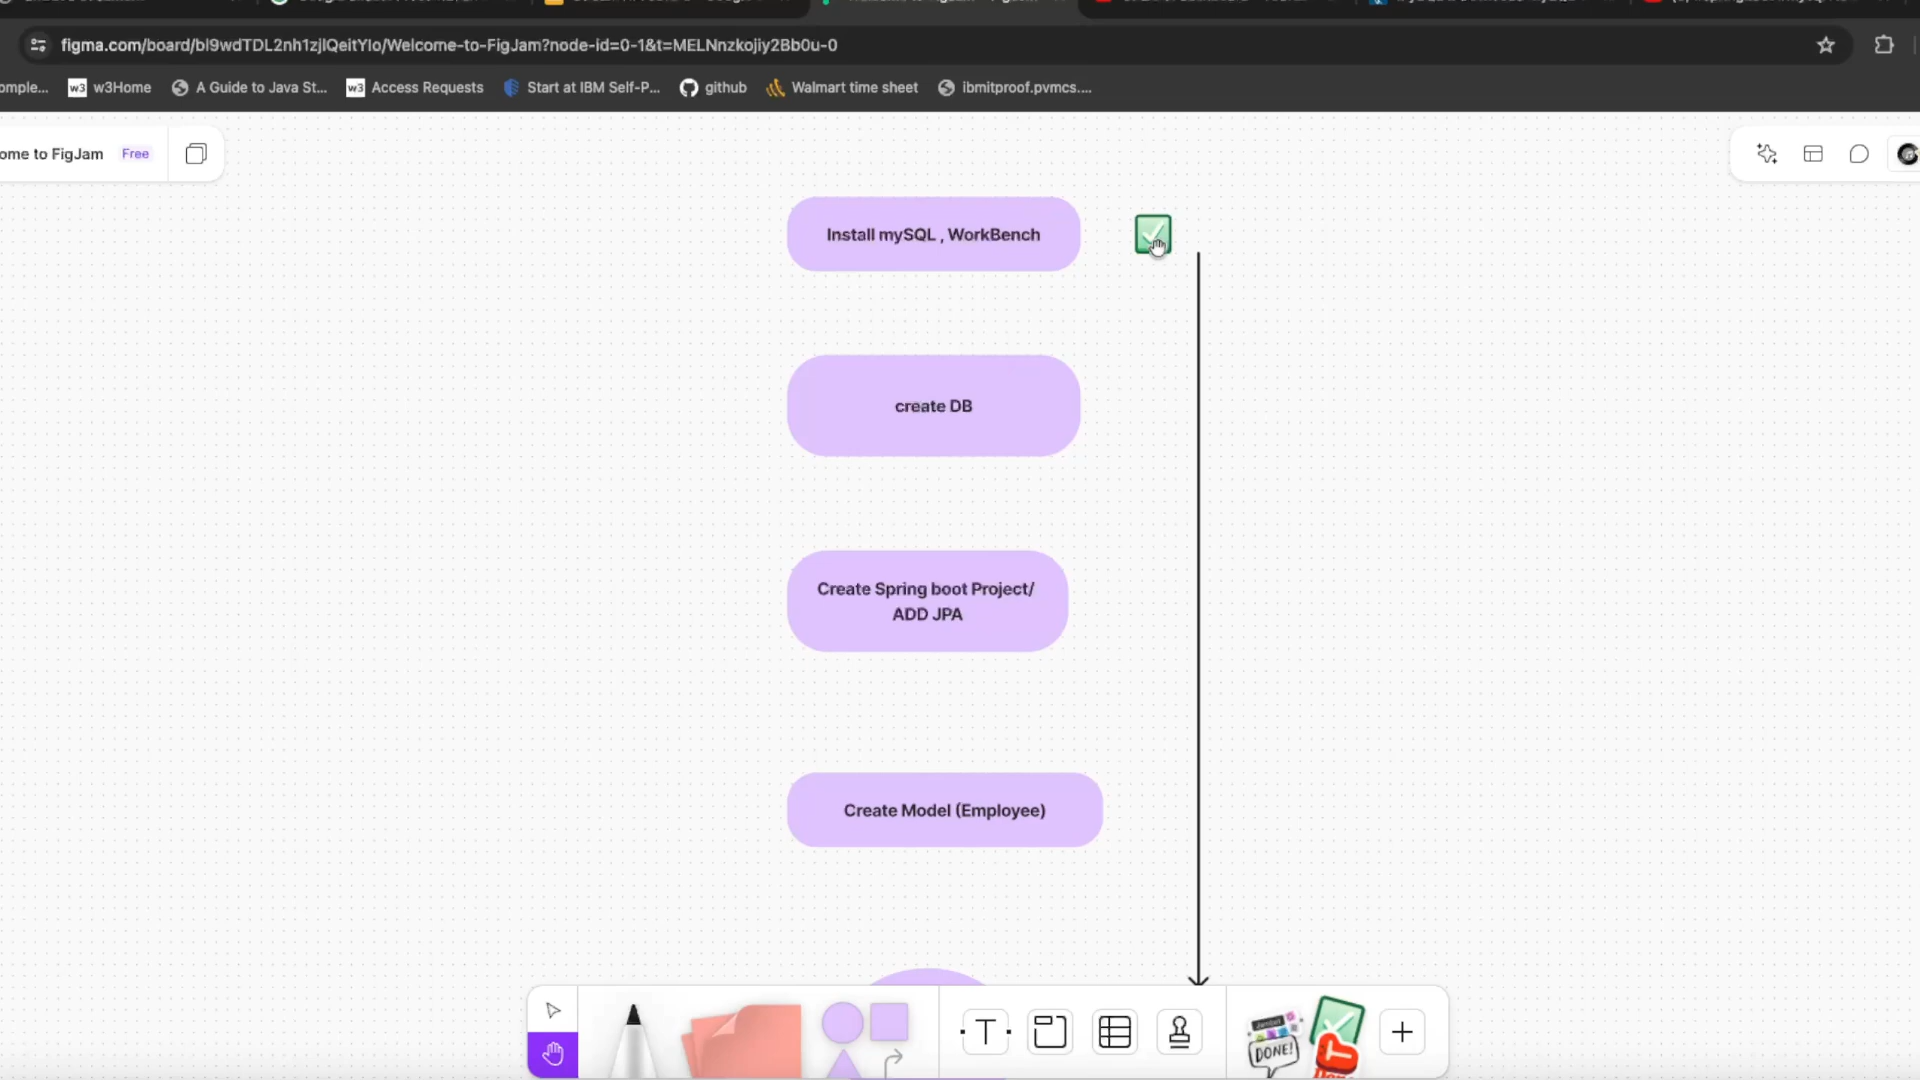 figma.com/board/bl9wdTDL2nh1zjlQeitYlo/Welcome-to-FigJam?node-id=0-1&t=MELNnzkojiy2Bb0u-0
omple...
w3 w3Home
A Guide to Java St...
w3 Access Requests
Start at IBM Self-P...
github
Walmart time sheet
ibmitproof.pvmcs....
ome to FigJam Free
Install mySQL , WorkBench
create DB
Create Spring boot Project/
ADD JPA
Create Model (Employee)
T
DONE!